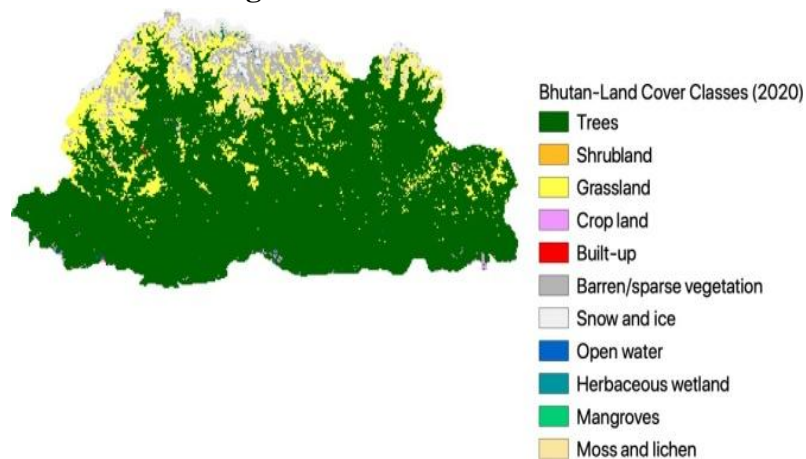 Bhutan-Land Cover Classes (2020)
Trees
Shrubland
Grassland
Crop land
Built-up
Barren/sparse vegetation
Snow and ice
Open water
Herbaceous wetland
Mangroves
Moss and lichen